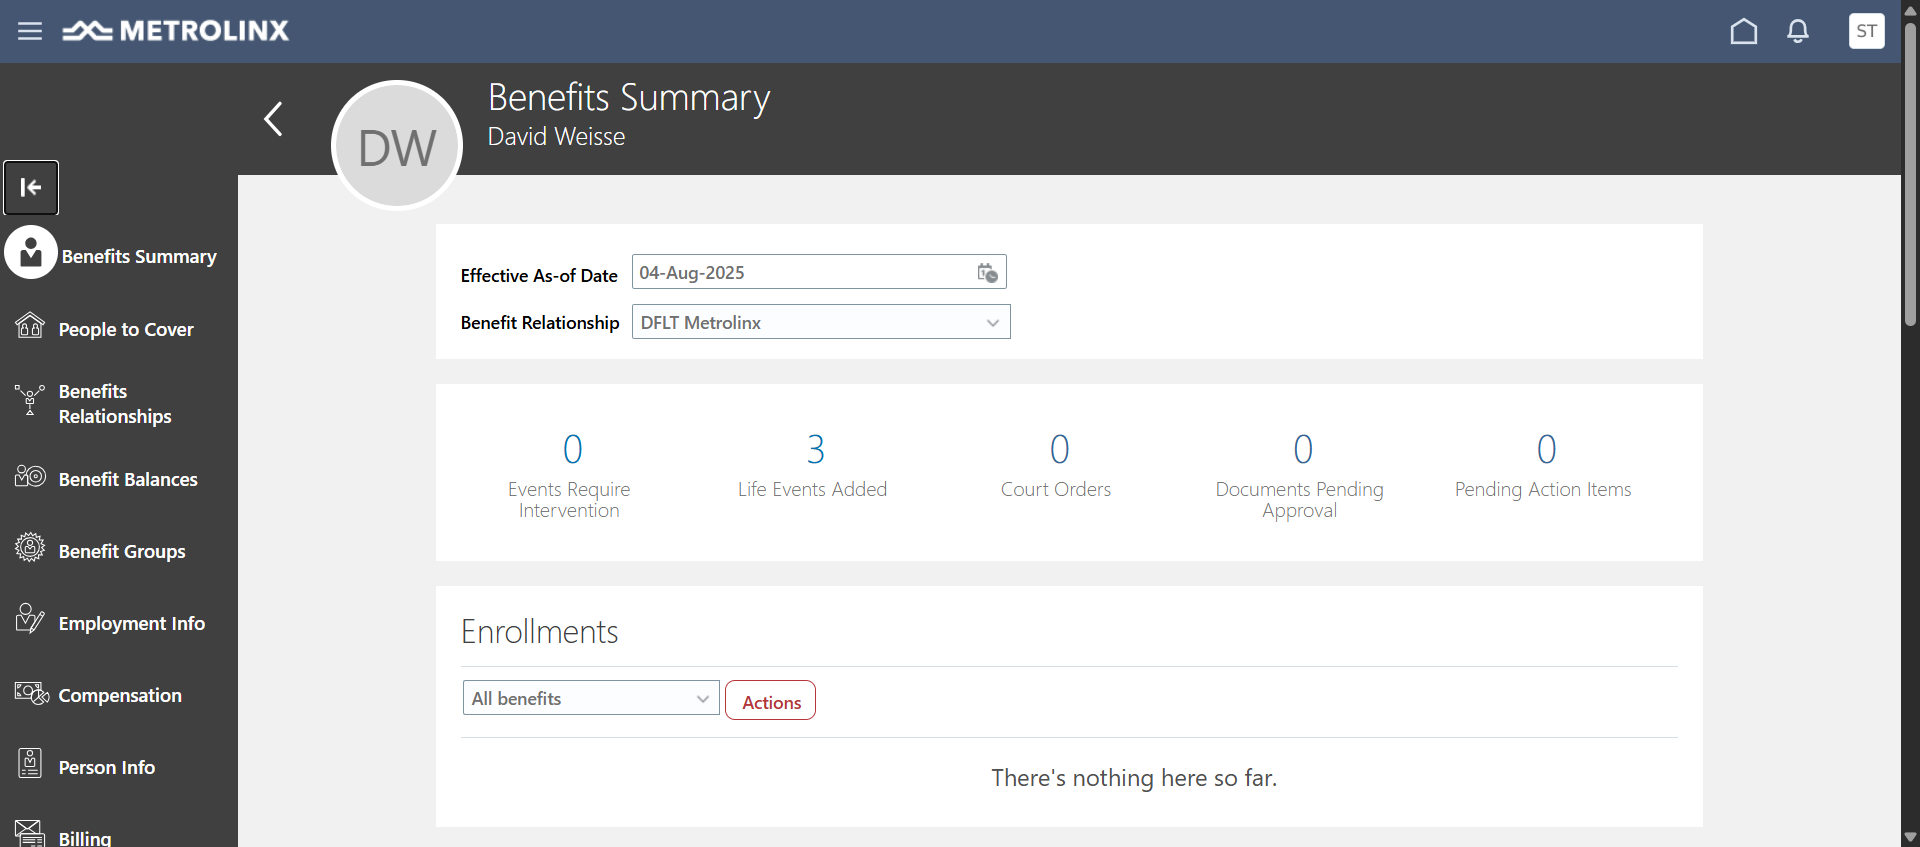 METROLINX
ST
DW
Benefits Summary
David Weisse
Benefits Summary
People to Cover
Benefits
Relationships
Benefit Balances
Benefit Groups
Employment Info
Compensation
Person Info
Billing
Effective As-of Date
04-Aug-2025
Benefit Relationship
DFLT Metrolinx
0
Events Require
Intervention
3
Life Events Added
0
Court Orders
0
Documents Pending
Approval
0
Pending Action Items
Enrollments
All benefits
Actions
There's nothing here so far.